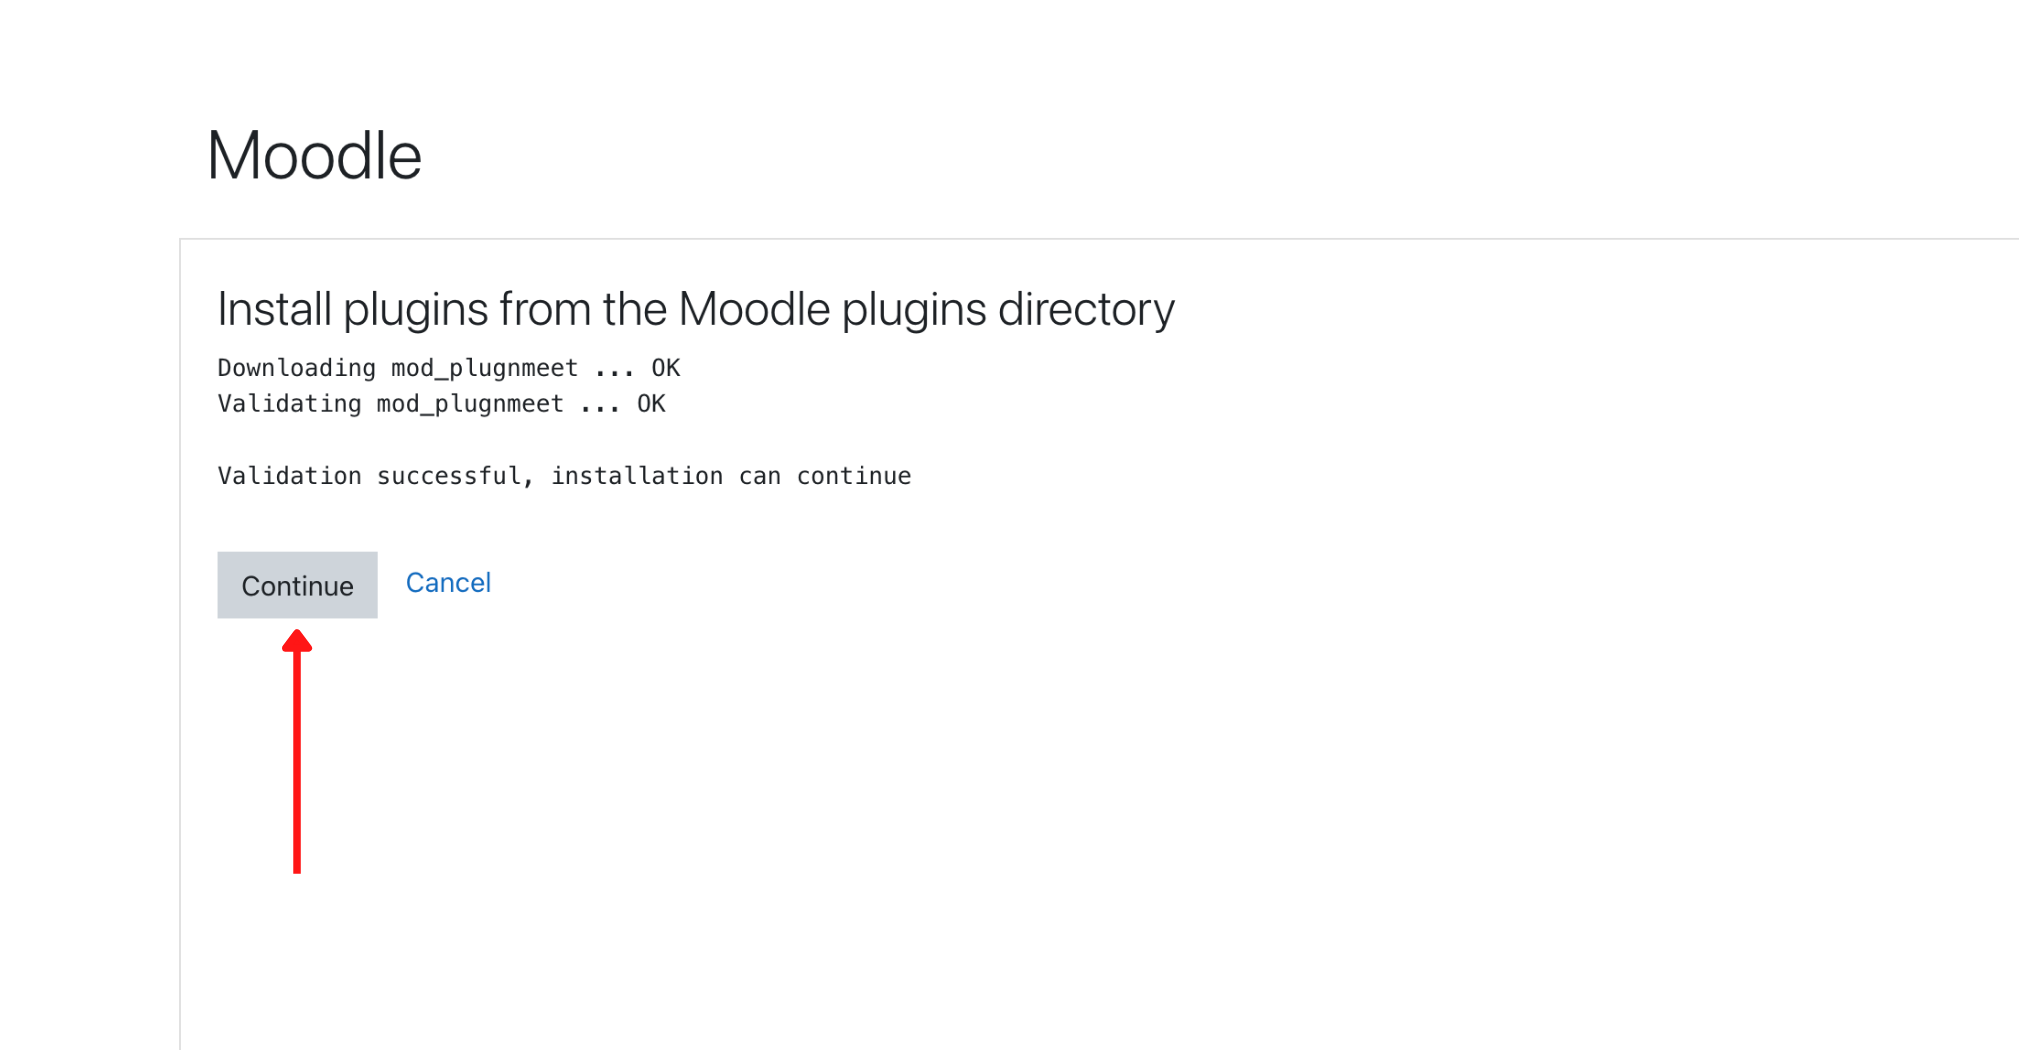 Moodle
Install plugins from the Moodle plugins directory
Downloading mod_plugnmeet ... OK
Validating mod_plugnmeet ... OK
Validation successful, installation can continue
Continue Cancel